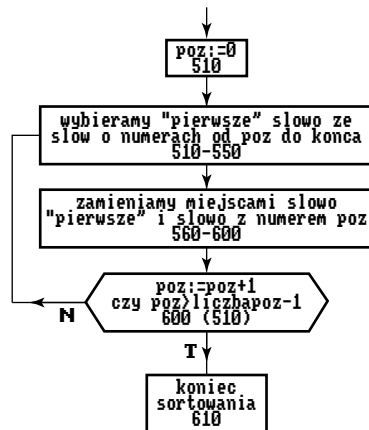 poz:=0
510
wybieramy "pierwsze" slowo ze
slow o numerach od poz do konca
510-550
zamieniamy miejscami slowo
"pierwsze" i slowo z numerem poz
560-600
poz:=poz+1
czy poz>liczbapoz-1
600 (510)
N
T
koniec
sortowania
610